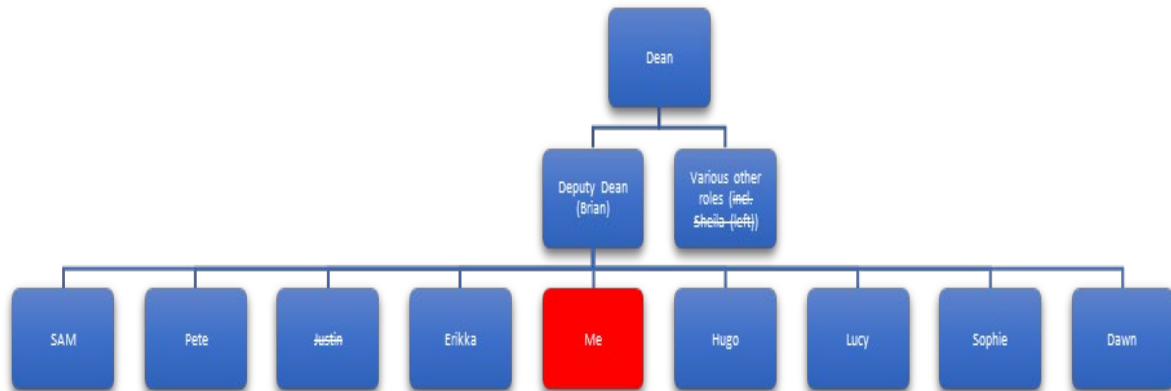 Dean
Deputy Dean
(Brian)
Various other
roles (incl.
Sheila (left))
SAM
Pete
Justin
Erikka
Me
Hugo
Lucy
Sophie
Dawn